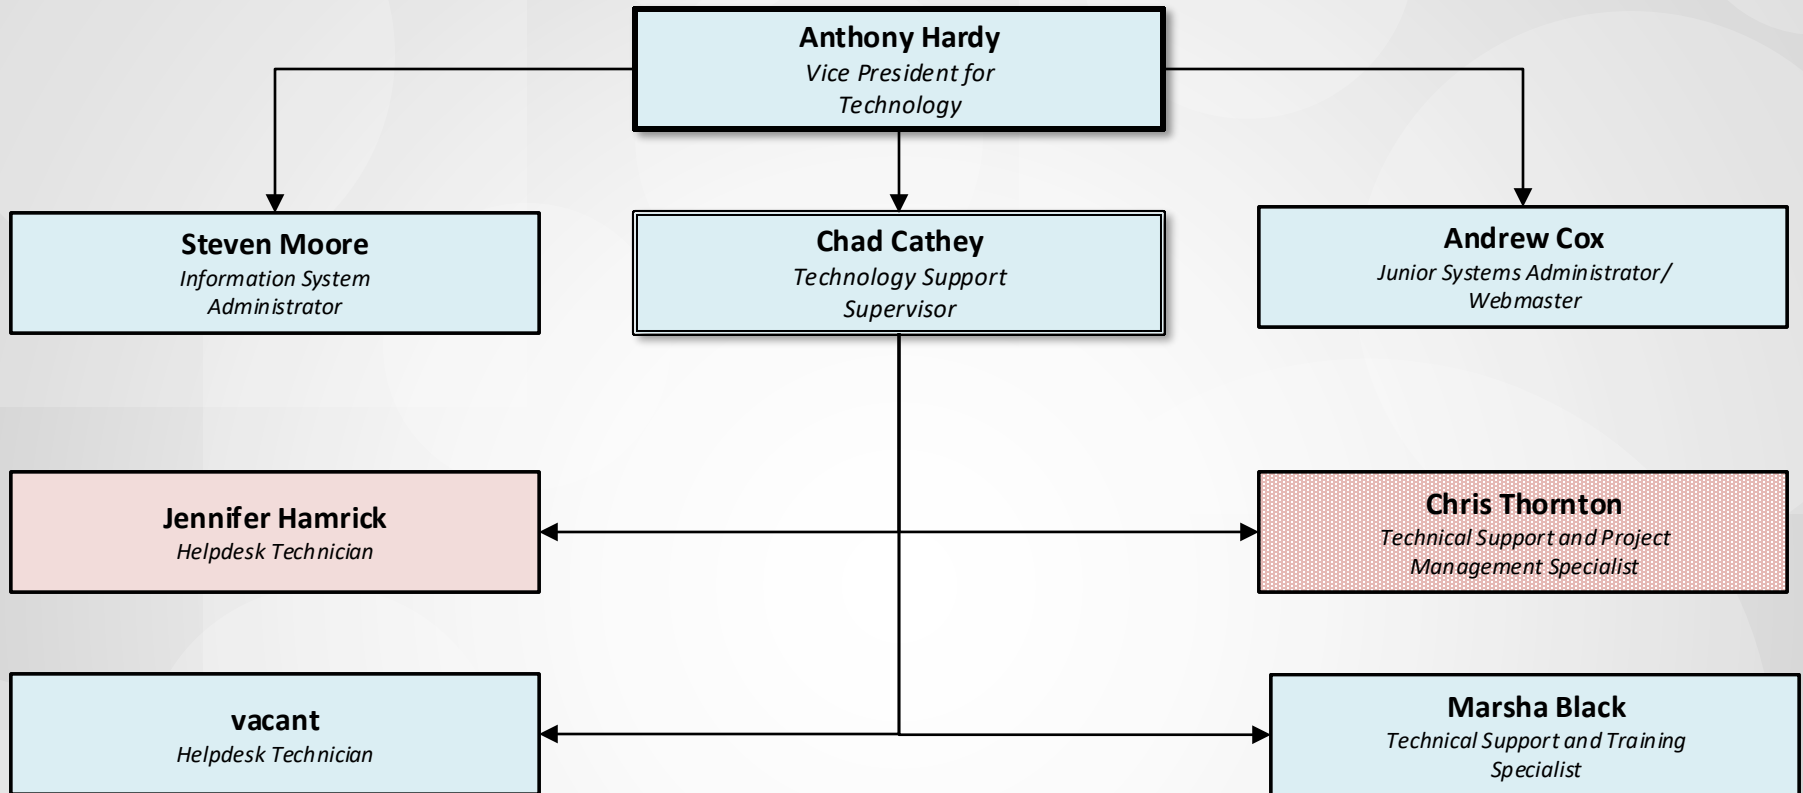 Anthony Hardy
Vice President for
Technology
Steven Moore
Information System
Administrator
Chad Cathey
Technology Support
Supervisor
Andrew Cox
Junior Systems Administrator/
Webmaster
Jennifer Hamrick
Helpdesk Technician
Chris Thornton
Technical Support and Project
Management Specialist
vacant
Helpdesk Technician
Marsha Black
Technical Support and Training
Specialist